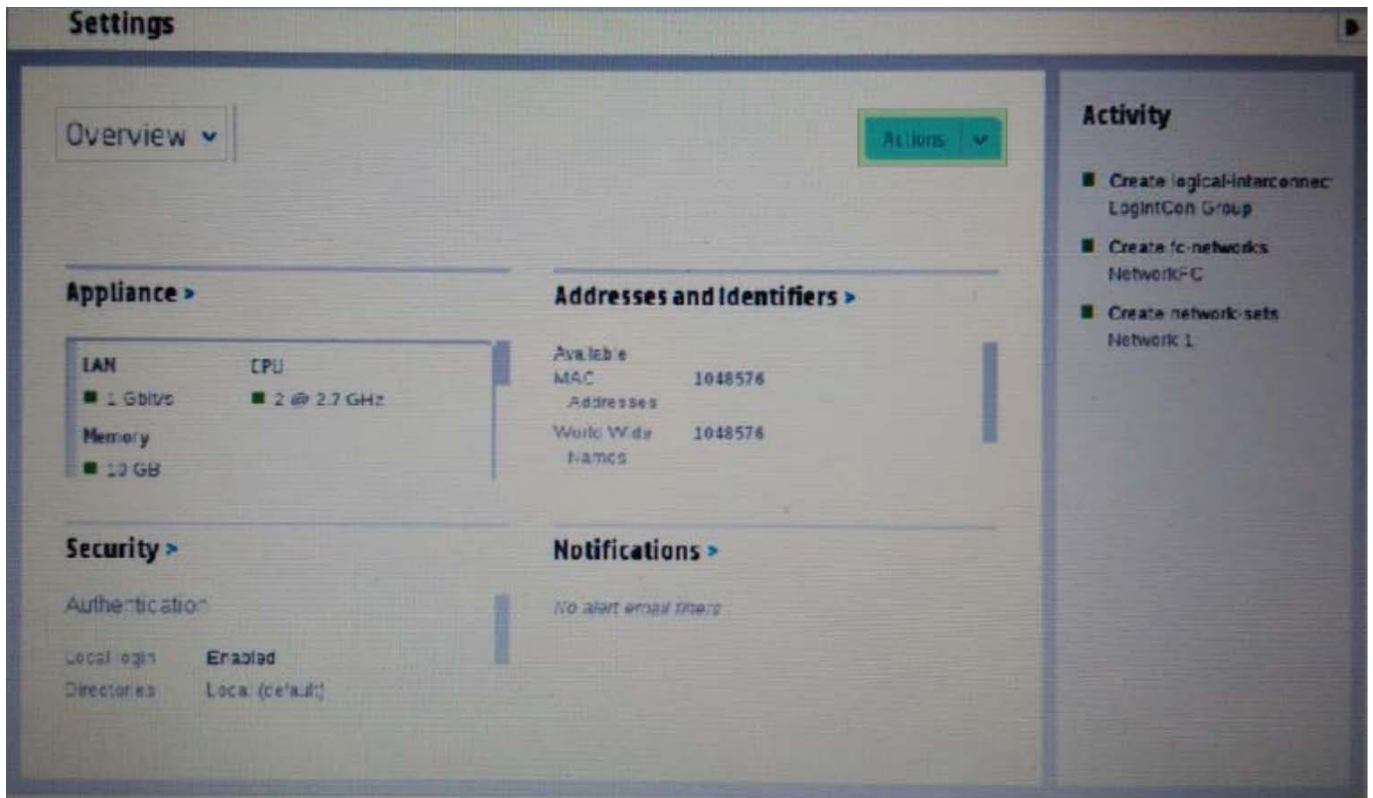 Settings
Overview
Actions
Appliance >
LAN
CPU
1 Gbit/s
2 @ 2.7 GHz
Memory
10 GB
Addresses and Identifiers >
Available
MAC 1048576
Addresses
World Wide 1048576
Names
Security >
Authentication
Local login Enabled
Directories Local (default)
Notifications >
No alert email filters
Activity
Create logical-interconnec
LogIntCon Group
Create fc-networks
NetworkFC
Create network-sets
Network 1